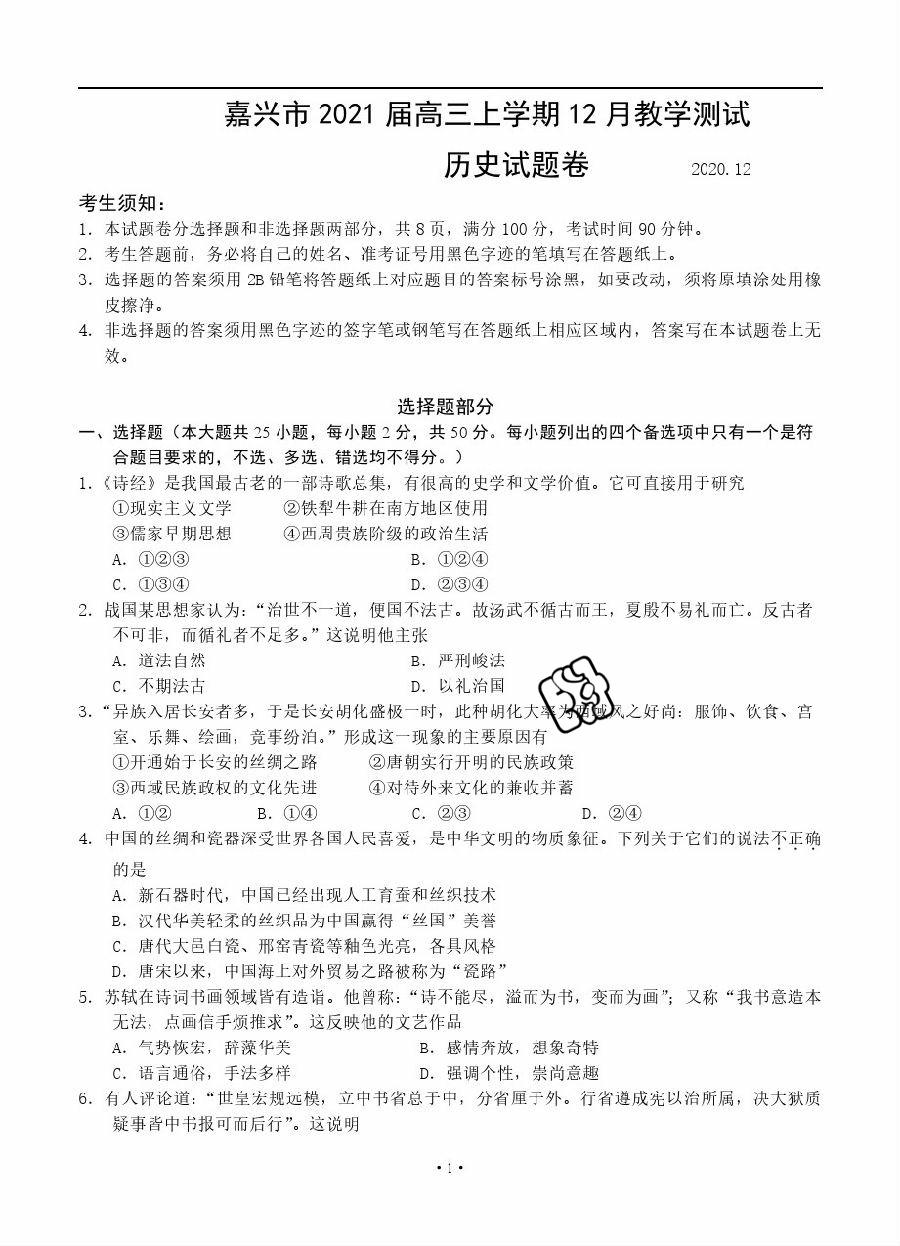 嘉兴市 2021 届高三上学期 12 月教学测试
历史试题卷 2020.12
考生须知：
1．本试题卷分选择题和非选择题两部分，共 8 页，满分 100 分，考试时间 90 分钟。
2．考生答题前，务必将自己的姓名、准考证号用黑色字迹的笔填写在答题纸上。
3．选择题的答案须用 2B 铅笔将答题纸上对应题目的答案标号涂黑，如要改动，须将原填涂处用橡
皮擦净。
4．非选择题的答案须用黑色字迹的签字笔或钢笔写在答题纸上相应区域内，答案写在本试题卷上无
效。
选择题部分
一、选择题（本大题共 25 小题，每小题 2 分，共 50 分。每小题列出的四个备选项中只有一个是符
合题目要求的，不选、多选、错选均不得分。）
1．《诗经》是我国最古老的一部诗歌总集，有很高的史学和文学价值。它可直接用于研究
①现实主义文学 ②铁犁牛耕在南方地区使用
③儒家早期思想 ④西周贵族阶级的政治生活
A．①②③ B．①②④
C．①③④ D．②③④
2．战国某思想家认为：“治世不一道，便国不法古。故汤武不循古而王，夏殷不易礼而亡。反古者
不可非，而循礼者不足多。”这说明他主张
A．道法自然 B．严刑峻法
C．不期法古 D．以礼治国
3．“异族入居长安者多，于是长安胡化盛极一时，此种胡化大率为西域风之好尚：服饰、饮食、宫
室、乐舞、绘画，竞事纷泊。”形成这一现象的主要原因有
①开通始于长安的丝绸之路 ②唐朝实行开明的民族政策
③西域民族政权的文化先进 ④对待外来文化的兼收并蓄
A．①② B．①④ C．②③ D．②④
4．中国的丝绸和瓷器深受世界各国人民喜爱，是中华文明的物质象征。下列关于它们的说法不正确
的是
A．新石器时代，中国已经出现人工育蚕和丝织技术
B．汉代华美轻柔的丝织品为中国赢得“丝国”美誉
C．唐代大邑白瓷、邢窑青瓷等釉色光亮，各具风格
D．唐宋以来，中国海上对外贸易之路被称为“瓷路”
5．苏轼在诗词书画领域皆有造诣。他曾称：“诗不能尽，溢而为书，变而为画”；又称“我书意造本
无法，点画信手烦推求”。这反映他的文艺作品
A．气势恢宏，辞藻华美 B．感情奔放，想象奇特
C．语言通俗，手法多样 D．强调个性，崇尚意趣
6．有人评论道：“世皇宏规远模，立中书省总于中，分省厘于外。行省遵成宪以治所属，决大狱质
疑事皆中书报可而后行”。这说明
·1·